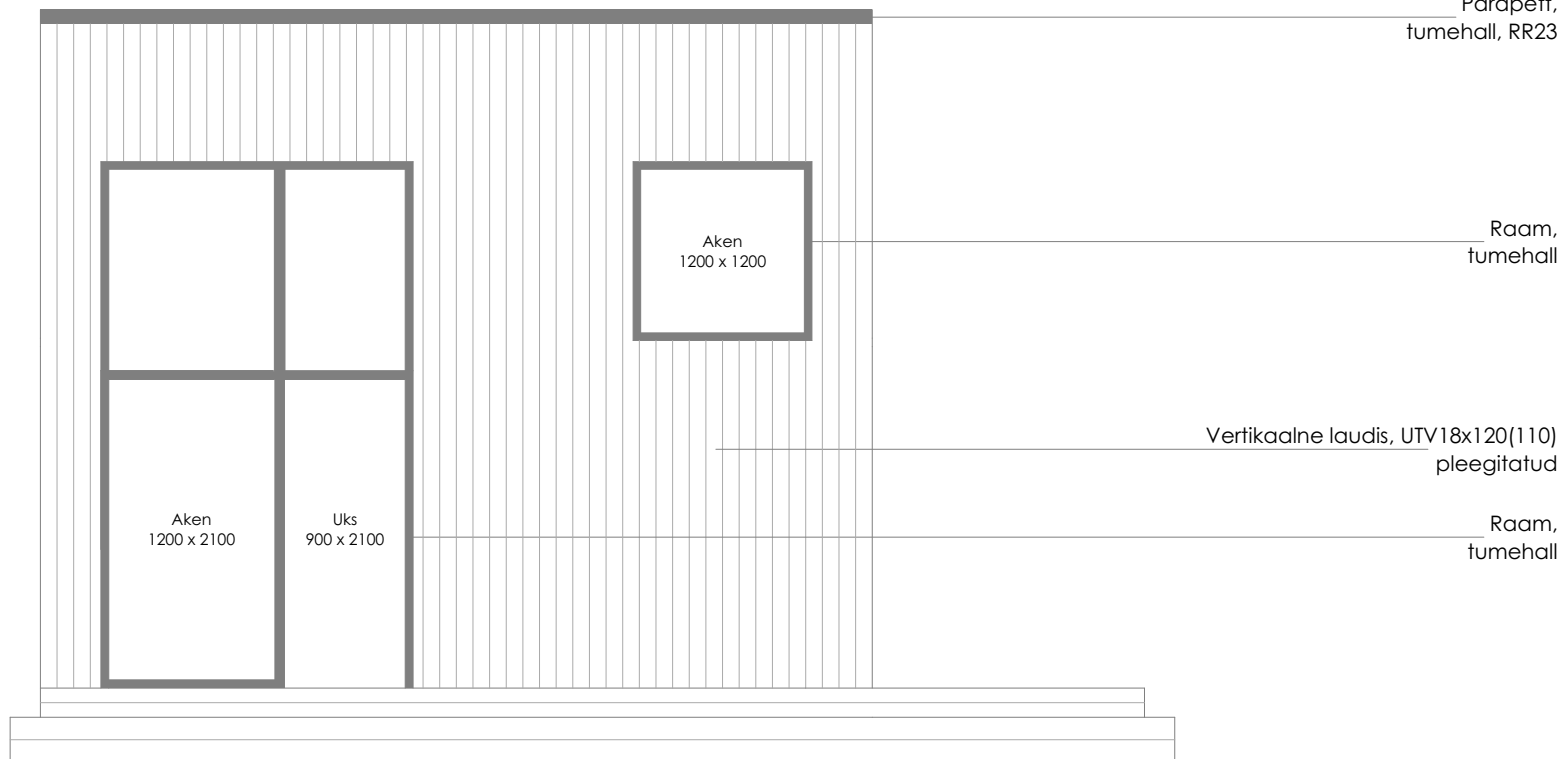 Parapett,
tumehall, RR23
Aken
1200 x 1200
Raam,
tumehall
Vertikaalne laudis, UTV18x120(110)
pleegitatud
Aken
1200 x 2100
Uks
900 x 2100
Raam,
tumehall